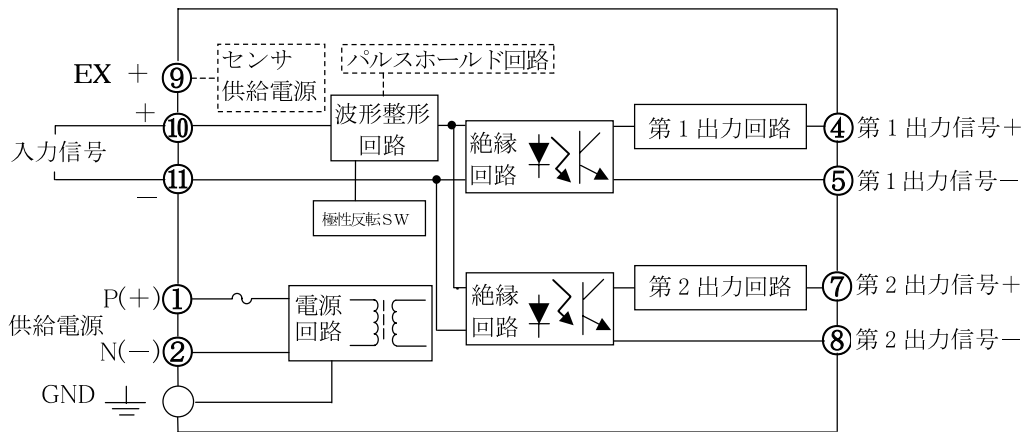 EX +
⑨
センサ
供給電源
パルスホールド回路
+
⑩
入力信号
⑪
−
波形整形
回路
極性反転SW
絶縁
回路
第1出力回路
④ 第1出力信号+
⑤ 第1出力信号−
絶縁
回路
第2出力回路
⑦ 第2出力信号+
⑧ 第2出力信号−
P(+) ①
供給電源
N(−) ②
電源
回路
GND